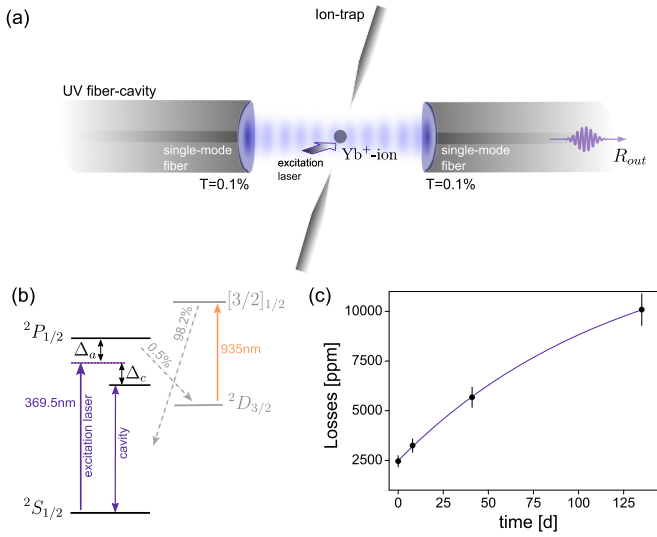 (a)
Ion-trap
UV fiber-cavity
single-mode
fiber
T=0.1%
excitation
laser
Yb⁺-ion
single-mode
fiber
T=0.1%
R_out
(b)
[3/2]₁/₂
²P₁/₂
98.2%
0.5%
Δₐ
935nm
Δ_c
²D₃/₂
369.5nm
excitation laser
cavity
²S₁/₂
(c)
10000
7500
5000
2500
Losses [ppm]
0 25 50 75 100 125
time [d]